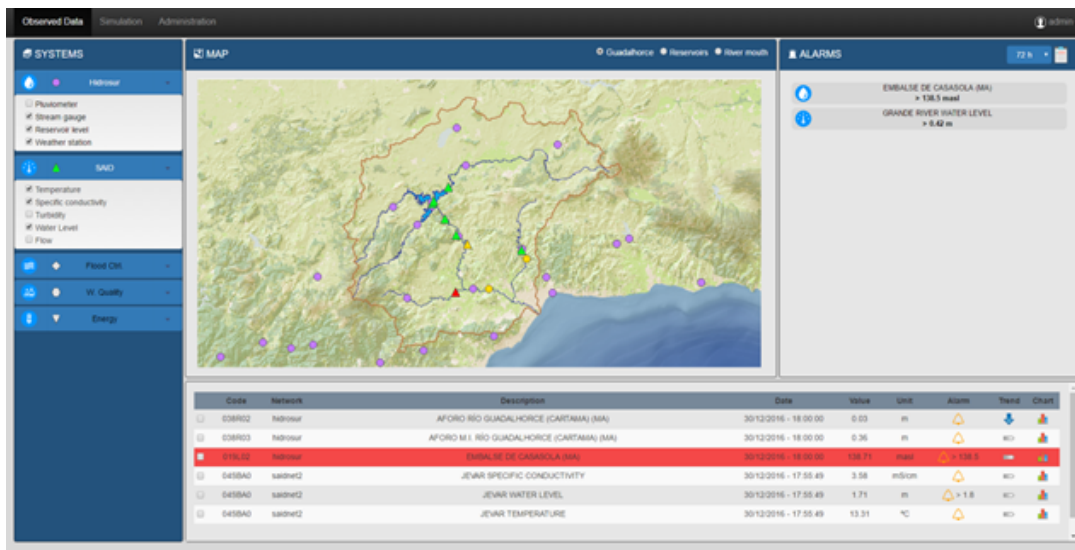 Observed Data Simulation Administration admin
SYSTEMS
Hidrosur
Pluviometer
Stream gauge
Reservoir level
Weather station
SAID
Temperature
Specific conductivity
Turbidity
Water Level
Flow
Flood Ctrl.
W. Quality
Energy
MAP Guadalhorce Reservoirs River mouth
ALARMS 72 h
EMBALSE DE CASASOLA (MA)
> 138.5 masl
GRANDE RIVER WATER LEVEL
> 0.42 m
Code Network Description Date Value Unit Alarm Trend Chart
038R02 hidrosur AFORO RÍO GUADALHORCE (CARTAMA) (MA) 30/12/2016 - 18:00:00 0.03 m
038R03 hidrosur AFORO M.I. RÍO GUADALHORCE (CARTAMA) (MA) 30/12/2016 - 18:00:00 0.36 m
019L02 hidrosur EMBALSE DE CASASOLA (MA) 30/12/2016 - 18:00:00 138.71 masl > 138.5
045BA0 saidnet2 JEVAR SPECIFIC CONDUCTIVITY 30/12/2016 - 17:55:49 3.58 mS/cm
045BA0 saidnet2 JEVAR WATER LEVEL 30/12/2016 - 17:55:49 1.71 m > 1.8
045BA0 saidnet2 JEVAR TEMPERATURE 30/12/2016 - 17:55:49 13.31 ºC